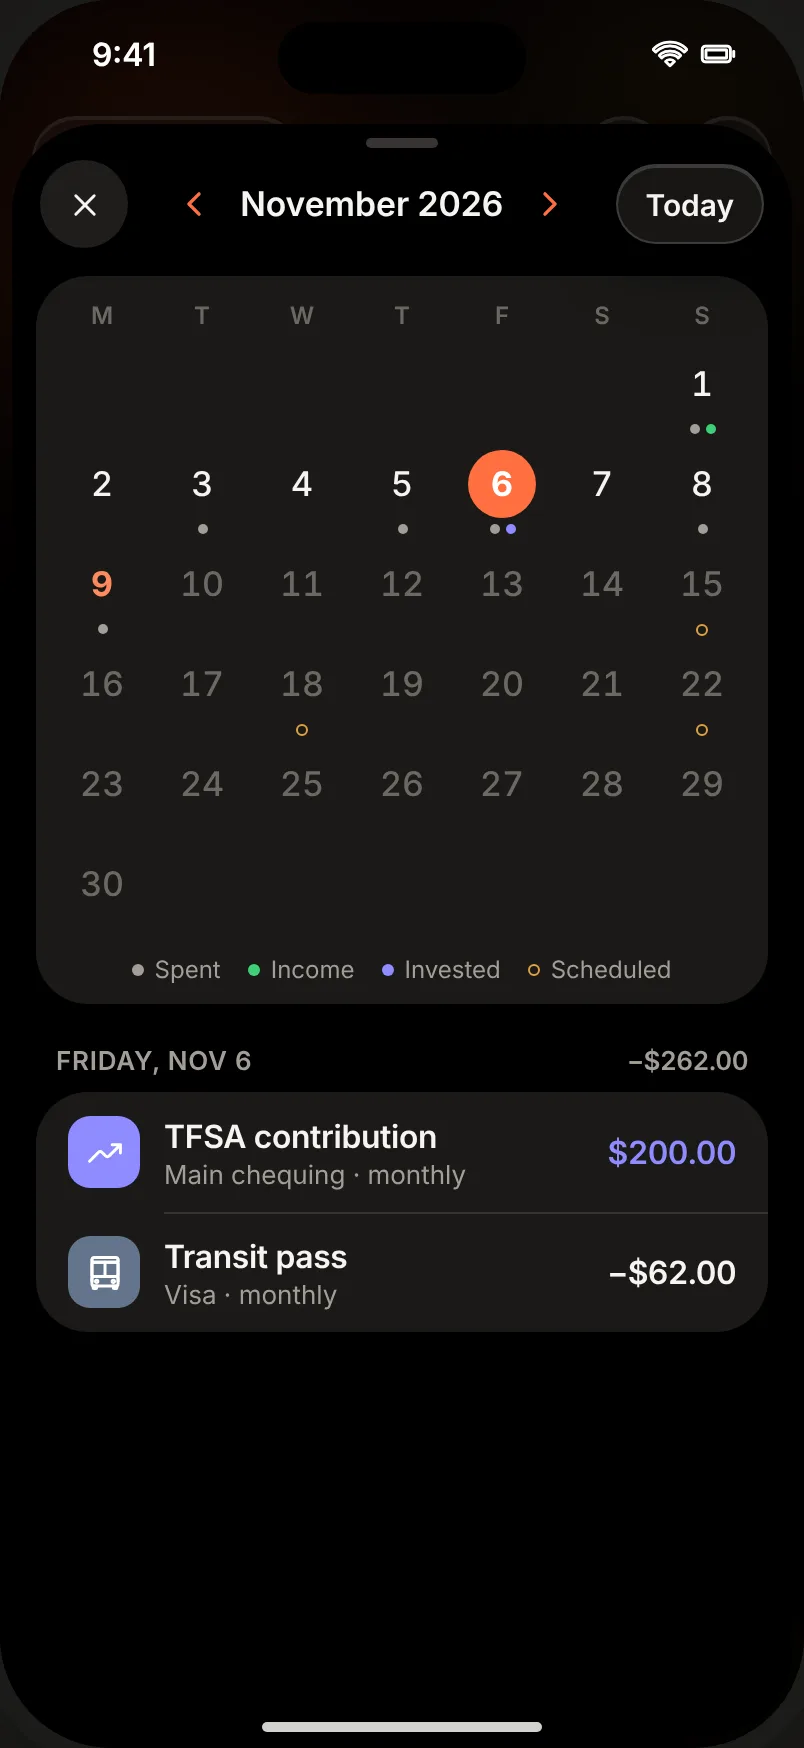 9:41
November 2026
Today
M T W T F S S
1
2 3 4 5 6 7 8
9 10 11 12 13 14 15
16 17 18 19 20 21 22
23 24 25 26 27 28 29
30
Spent Income Invested Scheduled
FRIDAY, NOV 6 −$262.00
TFSA contribution
Main chequing · monthly
$200.00
Transit pass
Visa · monthly
−$62.00